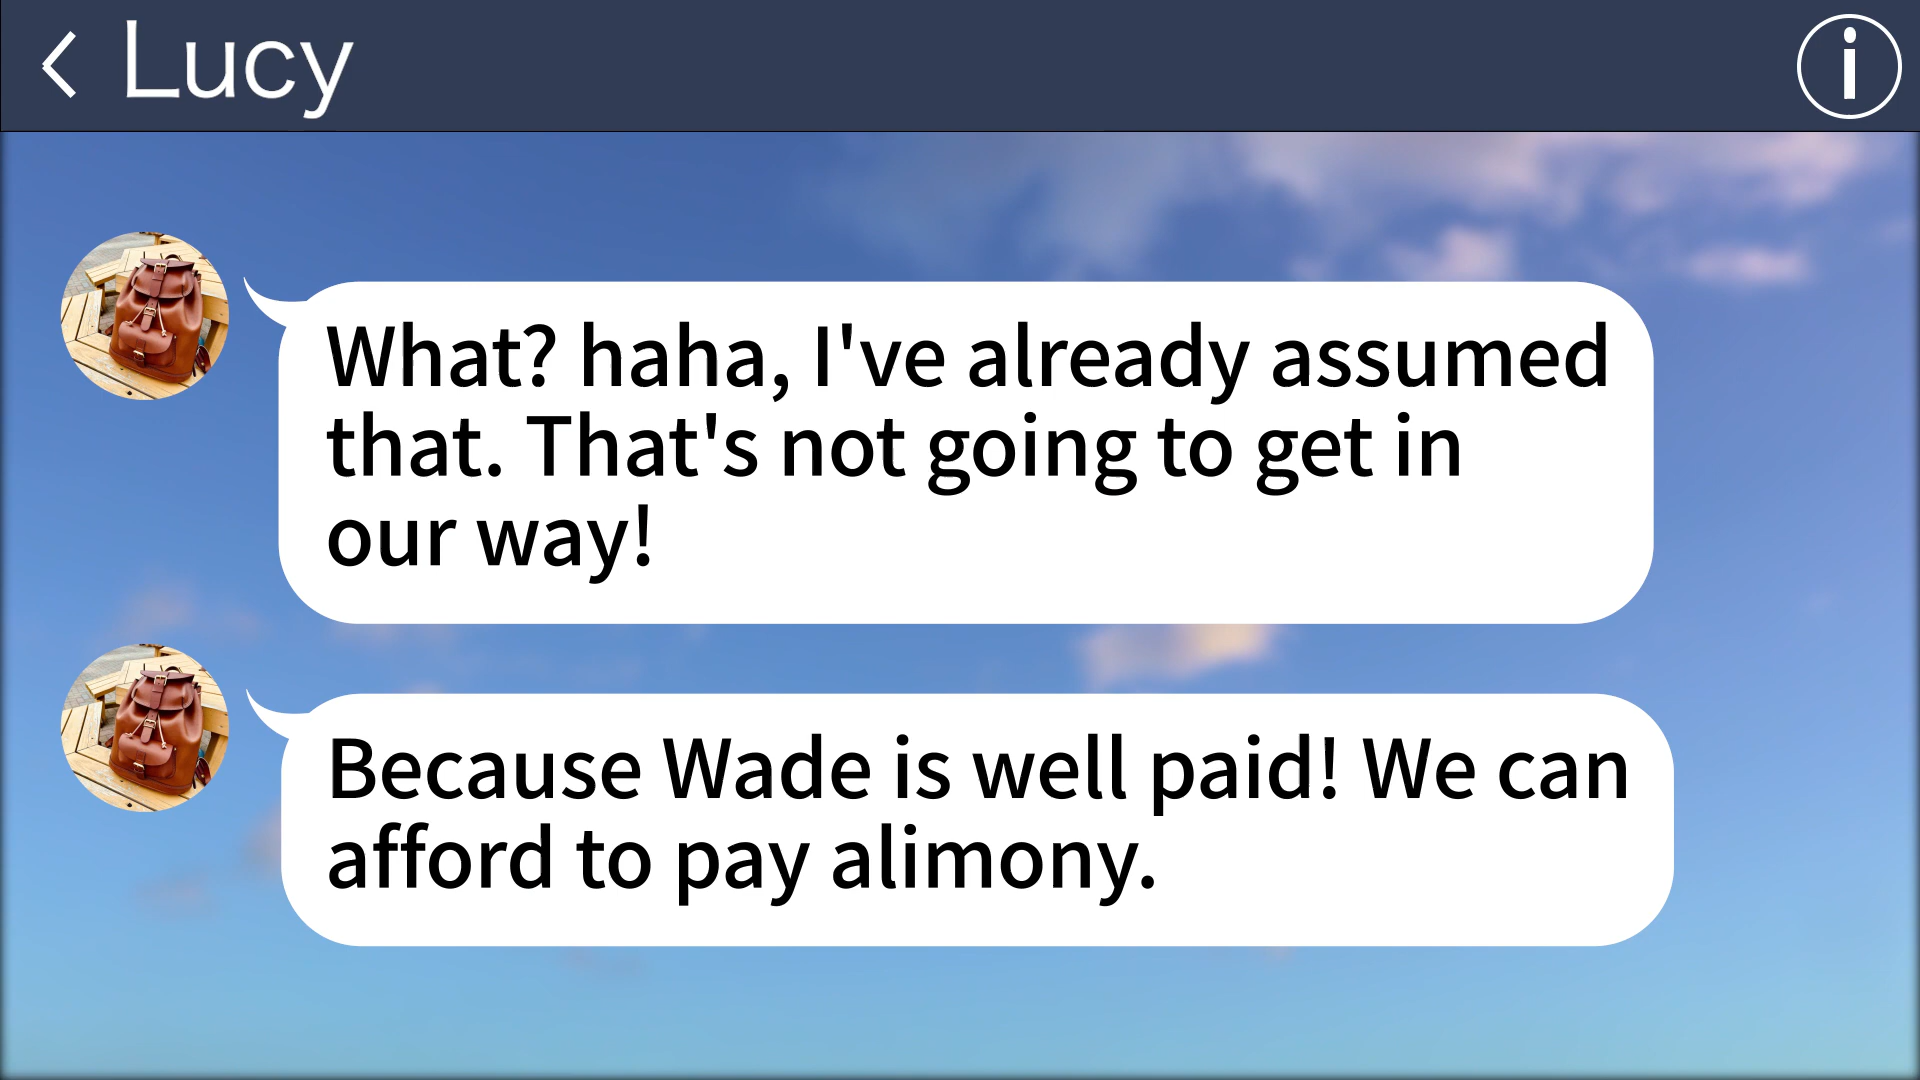 Lucy
What? haha, I've already assumed
that. That's not going to get in
our way!
Because Wade is well paid! We can
afford to pay alimony.